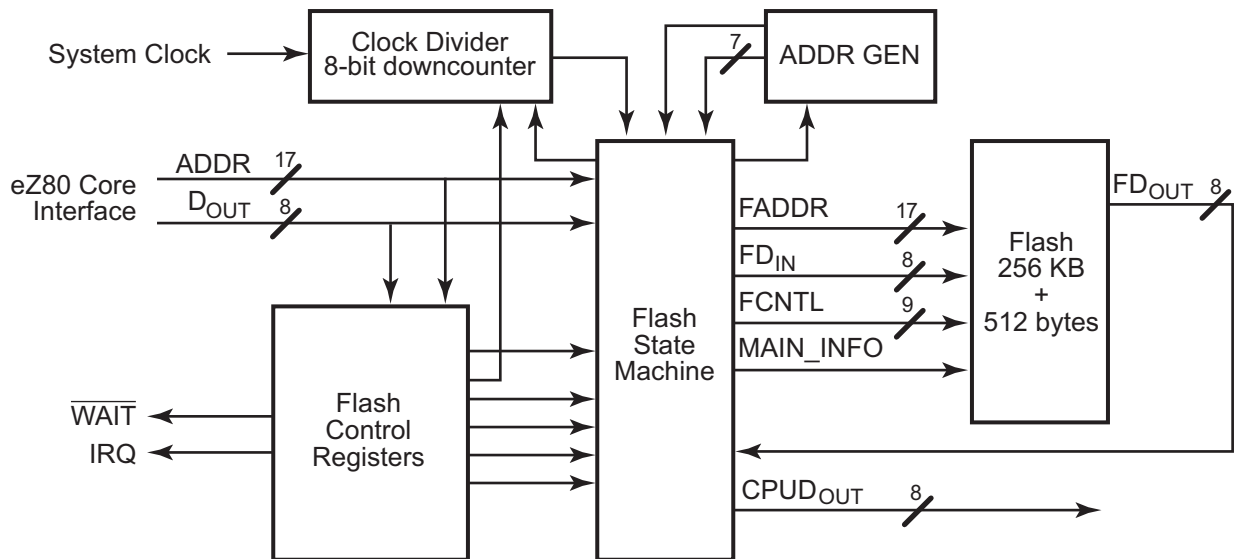 System Clock
Clock Divider
8-bit downcounter
7
ADDR GEN
eZ80 Core
Interface
ADDR
17
DOUT
8
FADDR
17
FDIN
8
FCNTL
9
MAIN_INFO
Flash
State
Machine
Flash
256 KB
+
512 bytes
FDOUT
8
WAIT
IRQ
Flash
Control
Registers
CPUDOUT
8